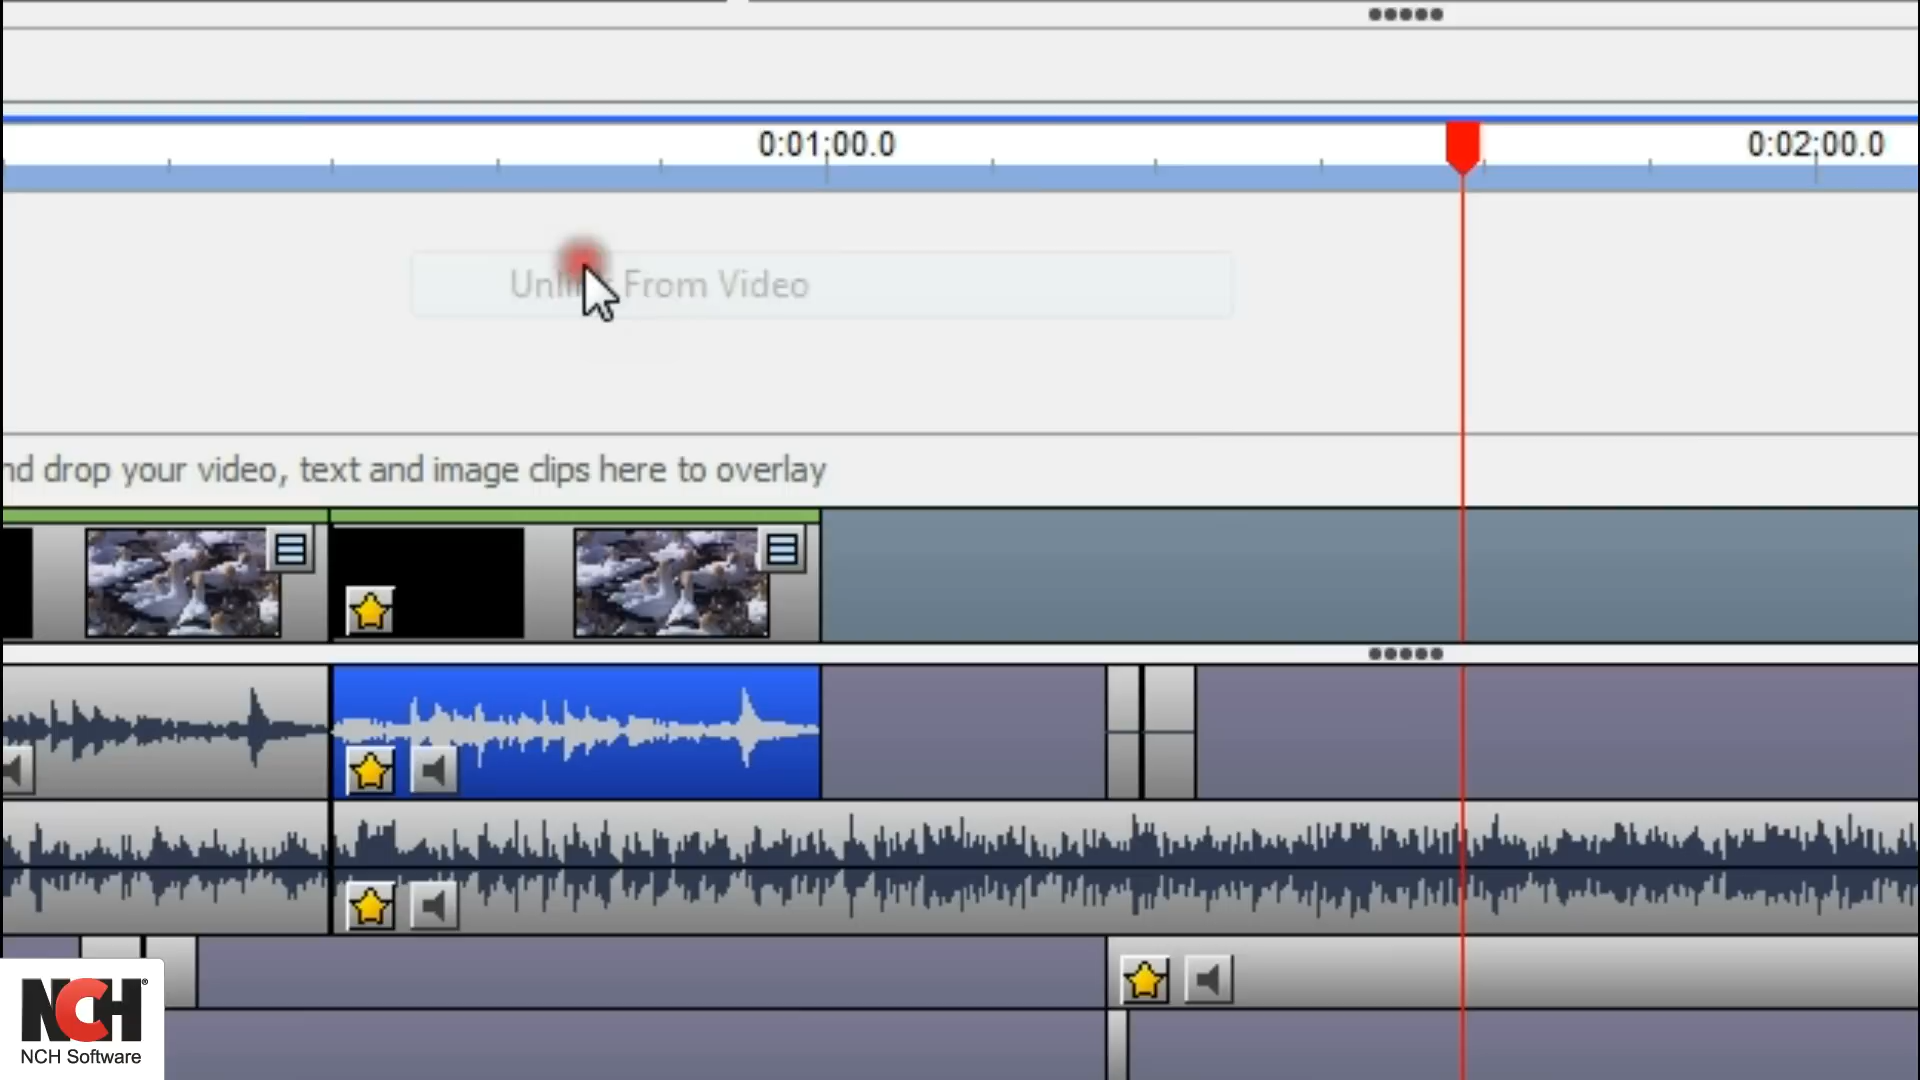 0:01;00.0
0:02;00.0
From Video
nd drop your video, text and image clips here to overlay
NCH®
NCH Software